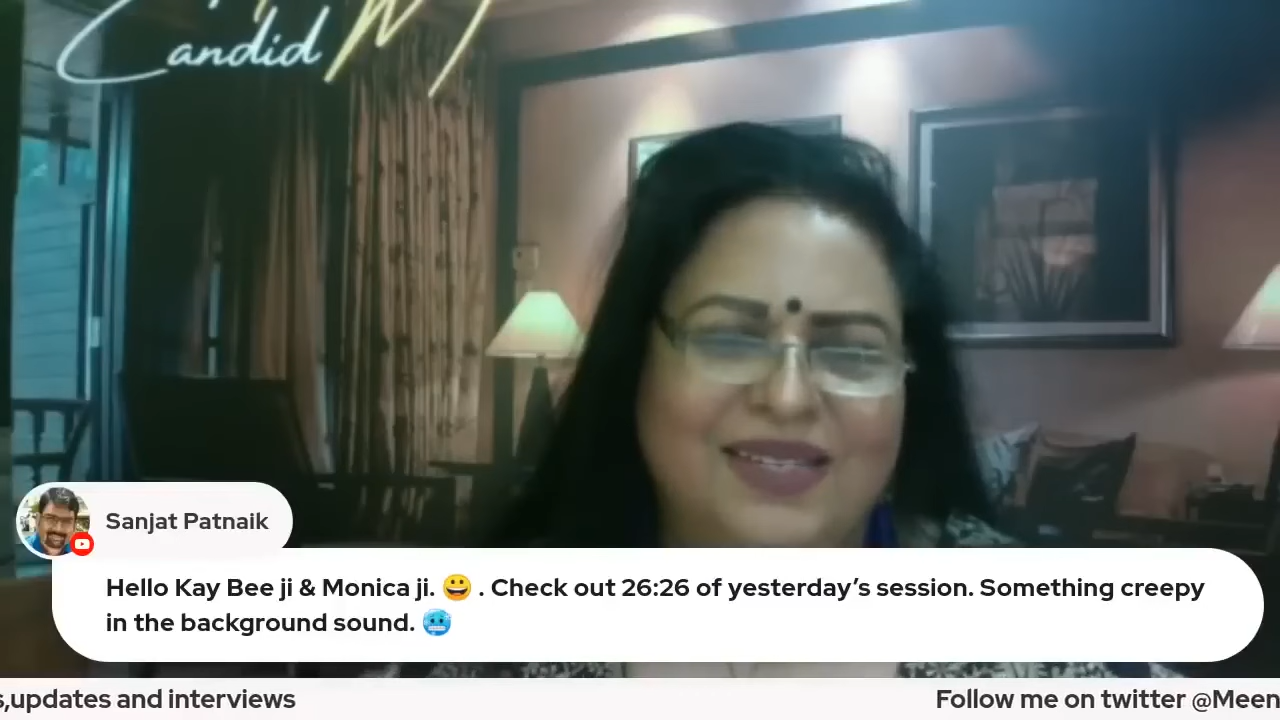 Candid
Sanjat Patnaik
Hello Kay Bee ji & Monica ji. 😀 . Check out 26:26 of yesterday's session. Something creepy
in the background sound. 🥶
s,updates and interviews
Follow me on twitter @Meen